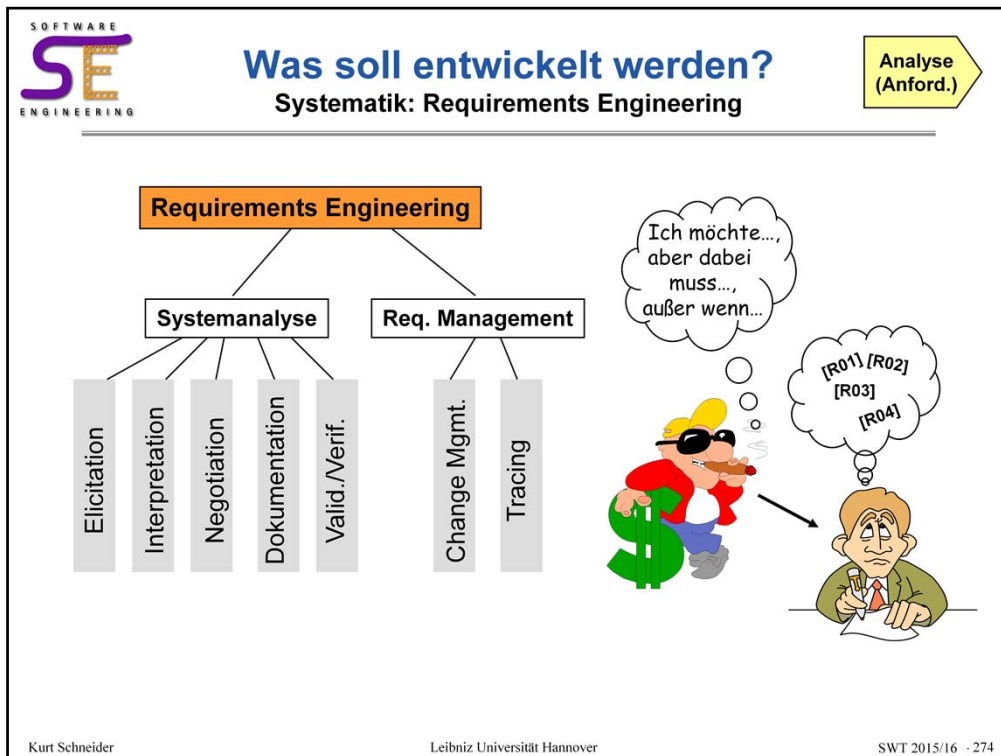 SOFTWARE
SE
ENGINEERING
Was soll entwickelt werden?
Systematik: Requirements Engineering
Analyse
(Anford.)
Requirements Engineering
Systemanalyse
Req. Management
Elicitation
Interpretation
Negotiation
Dokumentation
Valid./Verif.
Change Mgmt.
Tracing
Ich möchte...,
aber dabei
muss...,
außer wenn...
[R01] [R02]
[R03]
[R04]
$
Kurt Schneider
Leibniz Universität Hannover
SWT 2015/16 - 274